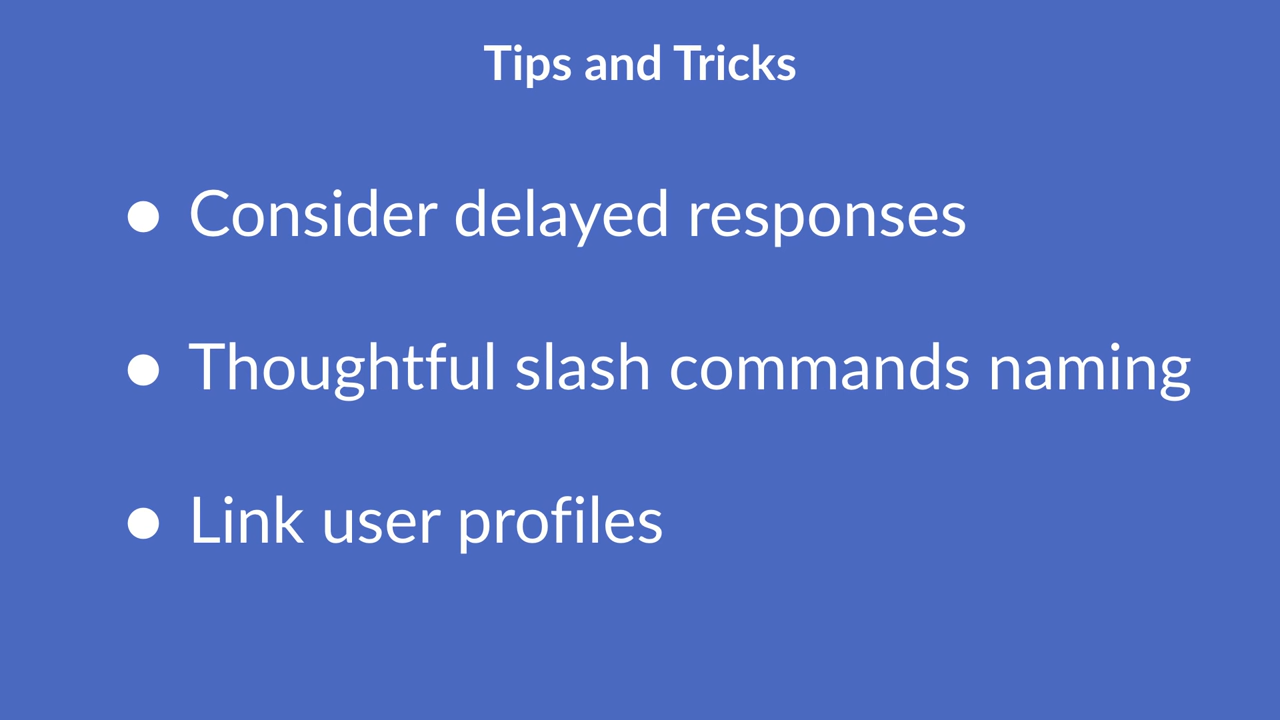 Tips and Tricks
● Consider delayed responses
● Thoughtful slash commands naming
● Link user profiles